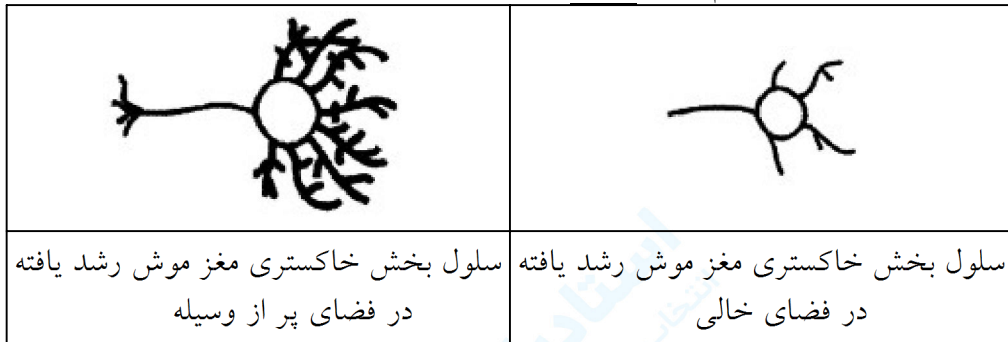 سلول بخش خاکستری مغز موش رشد یافته
در فضای خالی
سلول بخش خاکستری مغز موش رشد یافته
در فضای پر از وسیله